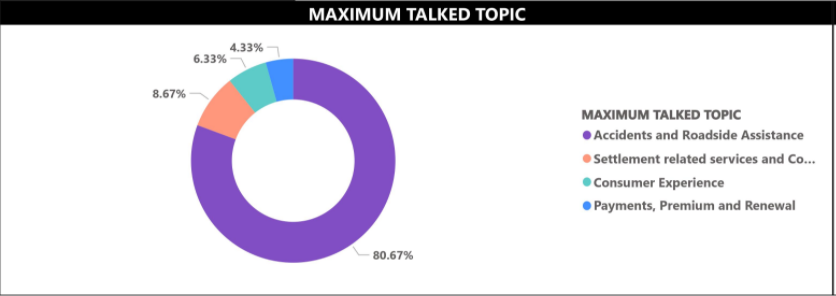 MAXIMUM TALKED TOPIC
4.33%
6.33%
8.67%
80.67%
MAXIMUM TALKED TOPIC
Accidents and Roadside Assistance
Settlement related services and Co...
Consumer Experience
Payments, Premium and Renewal